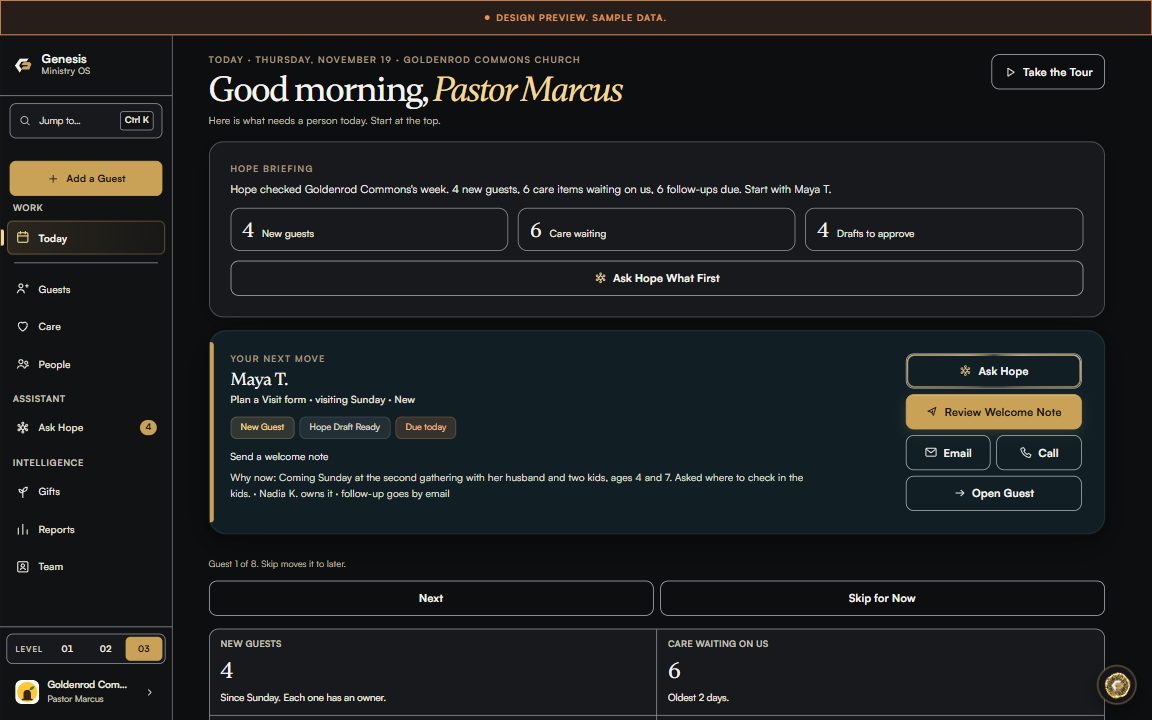 DESIGN PREVIEW. SAMPLE DATA.
Genesis
Ministry OS
Jump to...
Ctrl K
Add a Guest
WORK
Today
Guests
Care
People
ASSISTANT
Ask Hope
4
INTELLIGENCE
Gifts
Reports
Team
LEVEL 01 02 03
Goldenrod Com...
Pastor Marcus
TODAY · THURSDAY, NOVEMBER 19 · GOLDENROD COMMONS CHURCH
Good morning, Pastor Marcus
Here is what needs a person today. Start at the top.
Take the Tour
HOPE BRIEFING
Hope checked Goldenrod Commons's week. 4 new guests, 6 care items waiting on us, 6 follow-ups due. Start with Maya T.
4 New guests
6 Care waiting
4 Drafts to approve
Ask Hope What First
YOUR NEXT MOVE
Maya T.
Plan a Visit form · visiting Sunday · New
New Guest
Hope Draft Ready
Due today
Send a welcome note
Why now: Coming Sunday at the second gathering with her husband and two kids, ages 4 and 7. Asked where to check in the
kids. · Nadia K. owns it · follow-up goes by email
Ask Hope
Review Welcome Note
Email
Call
Open Guest
Guest 1 of 8. Skip moves it to later.
Next
Skip for Now
NEW GUESTS
4
Since Sunday. Each one has an owner.
CARE WAITING ON US
6
Oldest 2 days.